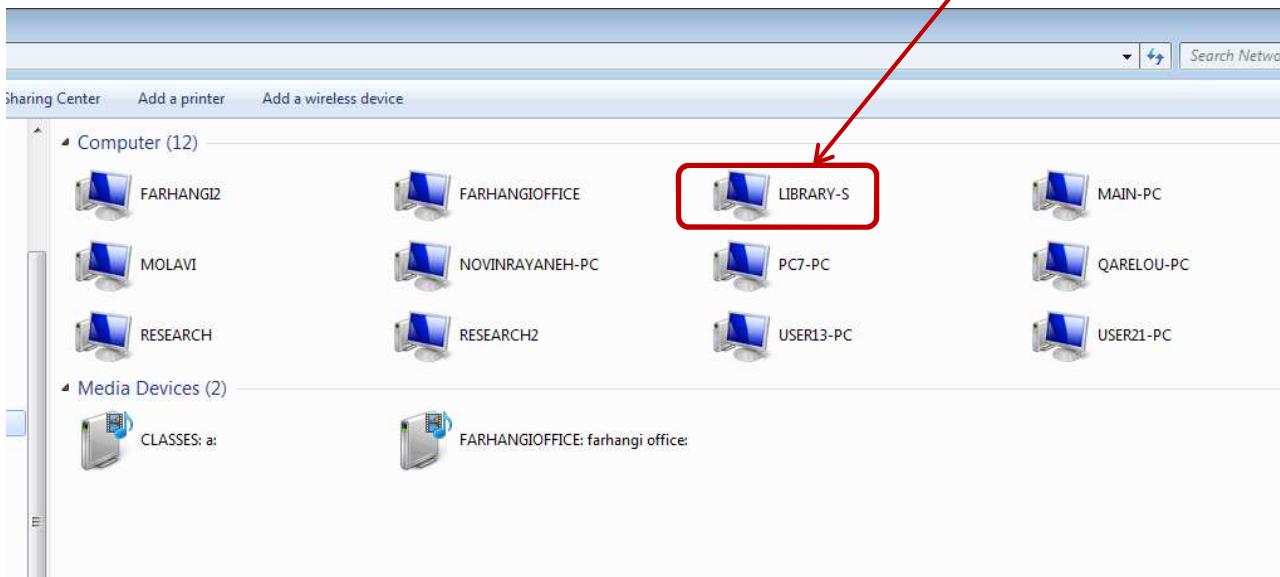 Search Netwo
Sharing Center Add a printer Add a wireless device
Computer (12)
FARHANGI2 FARHANGIOFFICE LIBRARY-S MAIN-PC
MOLAVI NOVINRAYANEH-PC PC7-PC QARELOU-PC
RESEARCH RESEARCH2 USER13-PC USER21-PC
Media Devices (2)
CLASSES: a: FARHANGIOFFICE: farhangi office: